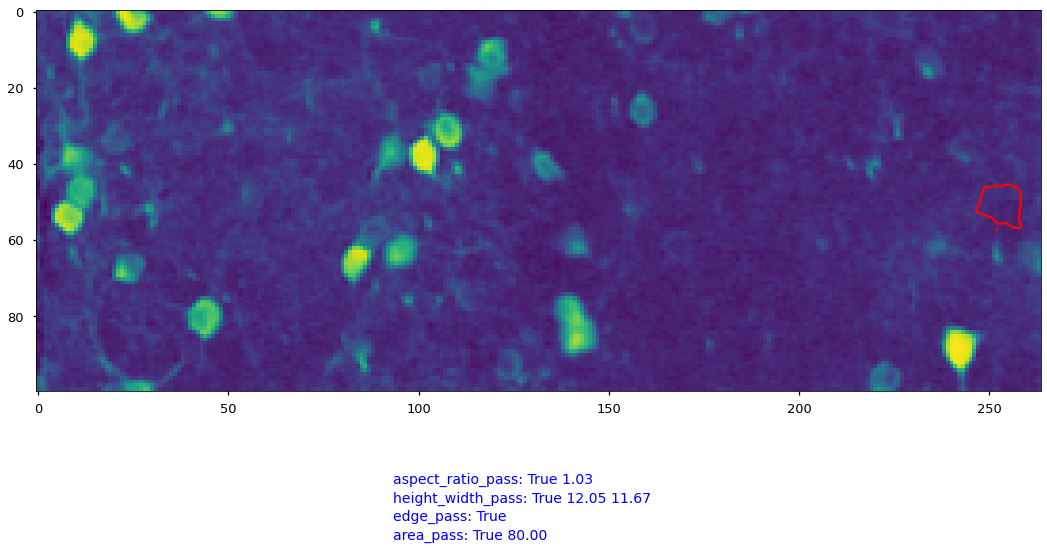 0
20
40
60
80
0 50 100 150 200 250
aspect_ratio_pass: True 1.03
height_width_pass: True 12.05 11.67
edge_pass: True
area_pass: True 80.00